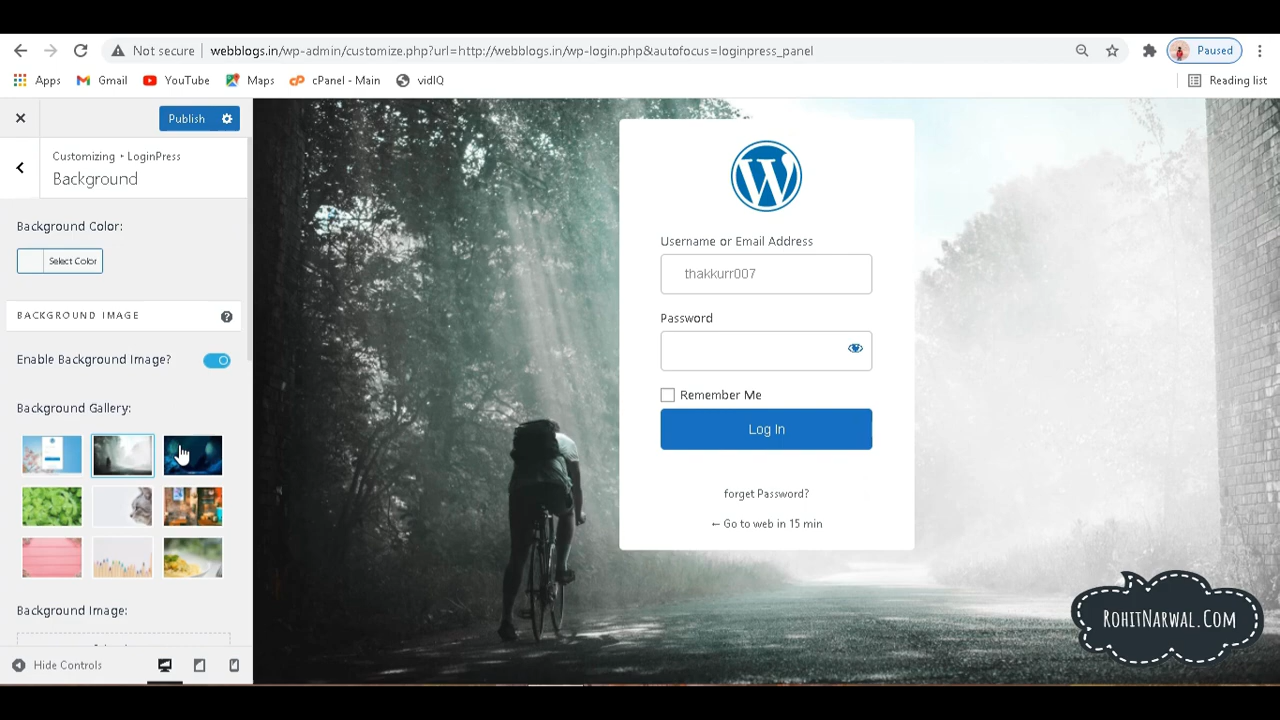 Not secure
webblogs.in/wp-admin/customize.php?url=http://webblogs.in/wp-login.php&autofocus=loginpress_panel
Paused
Apps
Gmail
YouTube
Maps
cPanel - Main
vidIQ
Reading list
Publish
Customizing ▸ LoginPress
Background
Background Color:
Select Color
BACKGROUND IMAGE
Enable Background Image?
Background Gallery:
Background Image:
Hide Controls
Username or Email Address
thakkurr007
Password
Remember Me
Log In
forget Password?
← Go to web in 15 min
ROHITNARWAL.COM